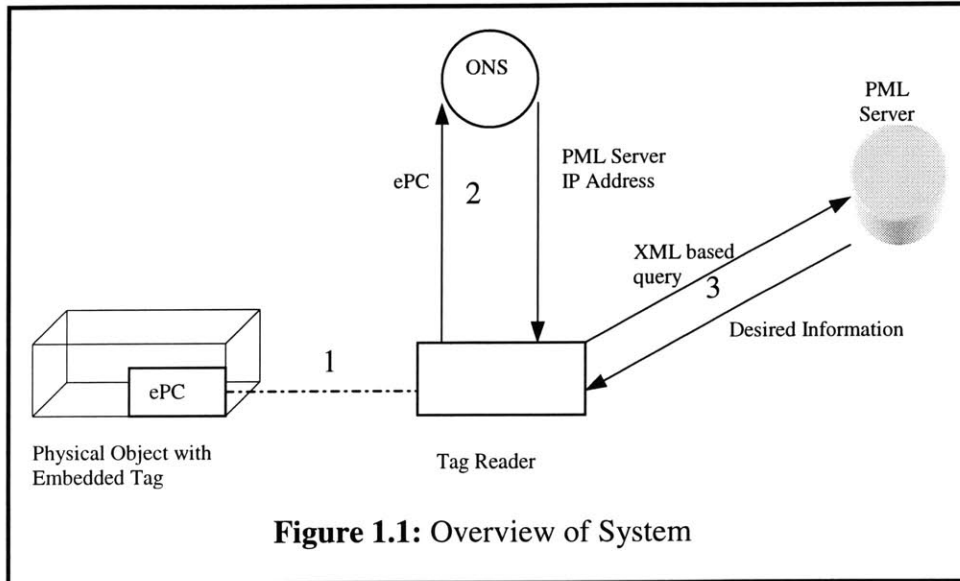 ONS
PML
Server
ePC
2
PML Server
IP Address
XML based
query
3
Desired Information
1
ePC
Physical Object with
Embedded Tag
Tag Reader
Figure 1.1: Overview of System